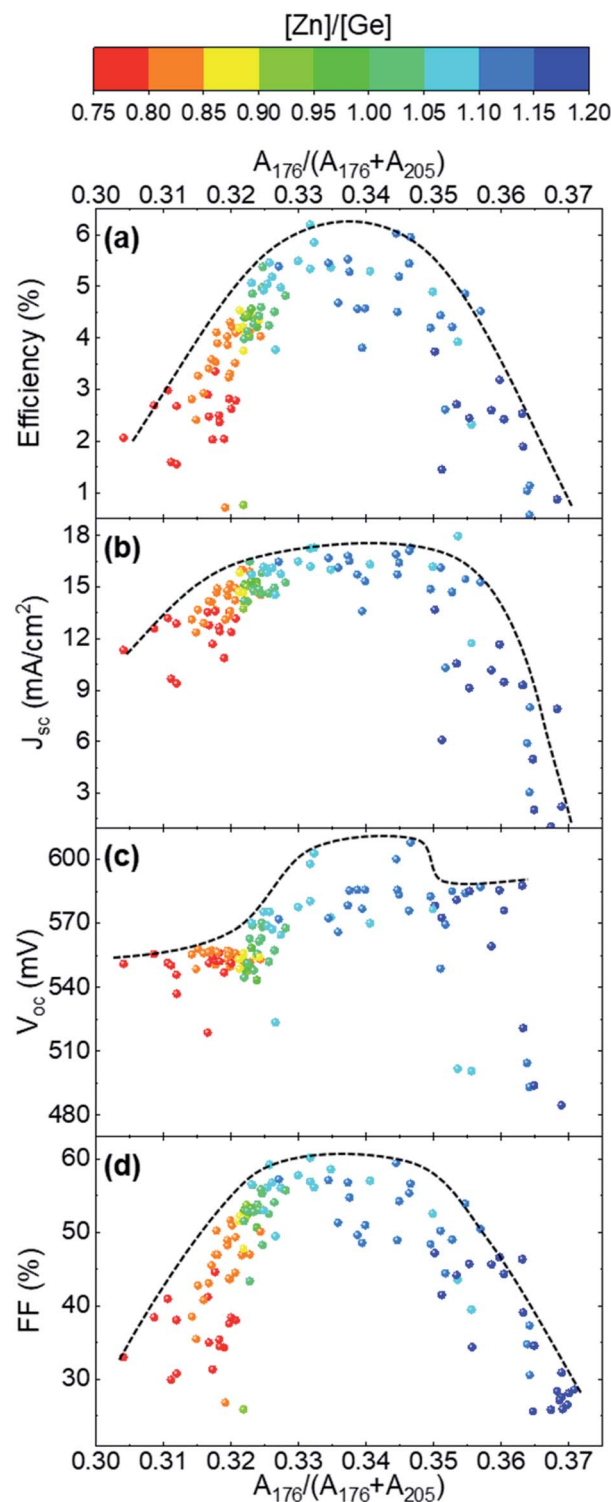 [Zn]/[Ge]
0.75 0.80 0.85 0.90 0.95 1.00 1.05 1.10 1.15 1.20
A176/(A176+A205)
0.30 0.31 0.32 0.33 0.34 0.35 0.36 0.37
(a)
Efficiency (%)
6
5
4
3
2
1
(b)
Jsc (mA/cm²)
18
15
12
9
6
3
(c)
Voc (mV)
600
570
540
510
480
(d)
FF (%)
60
50
40
30
0.30 0.31 0.32 0.33 0.34 0.35 0.36 0.37
A176/(A176+A205)